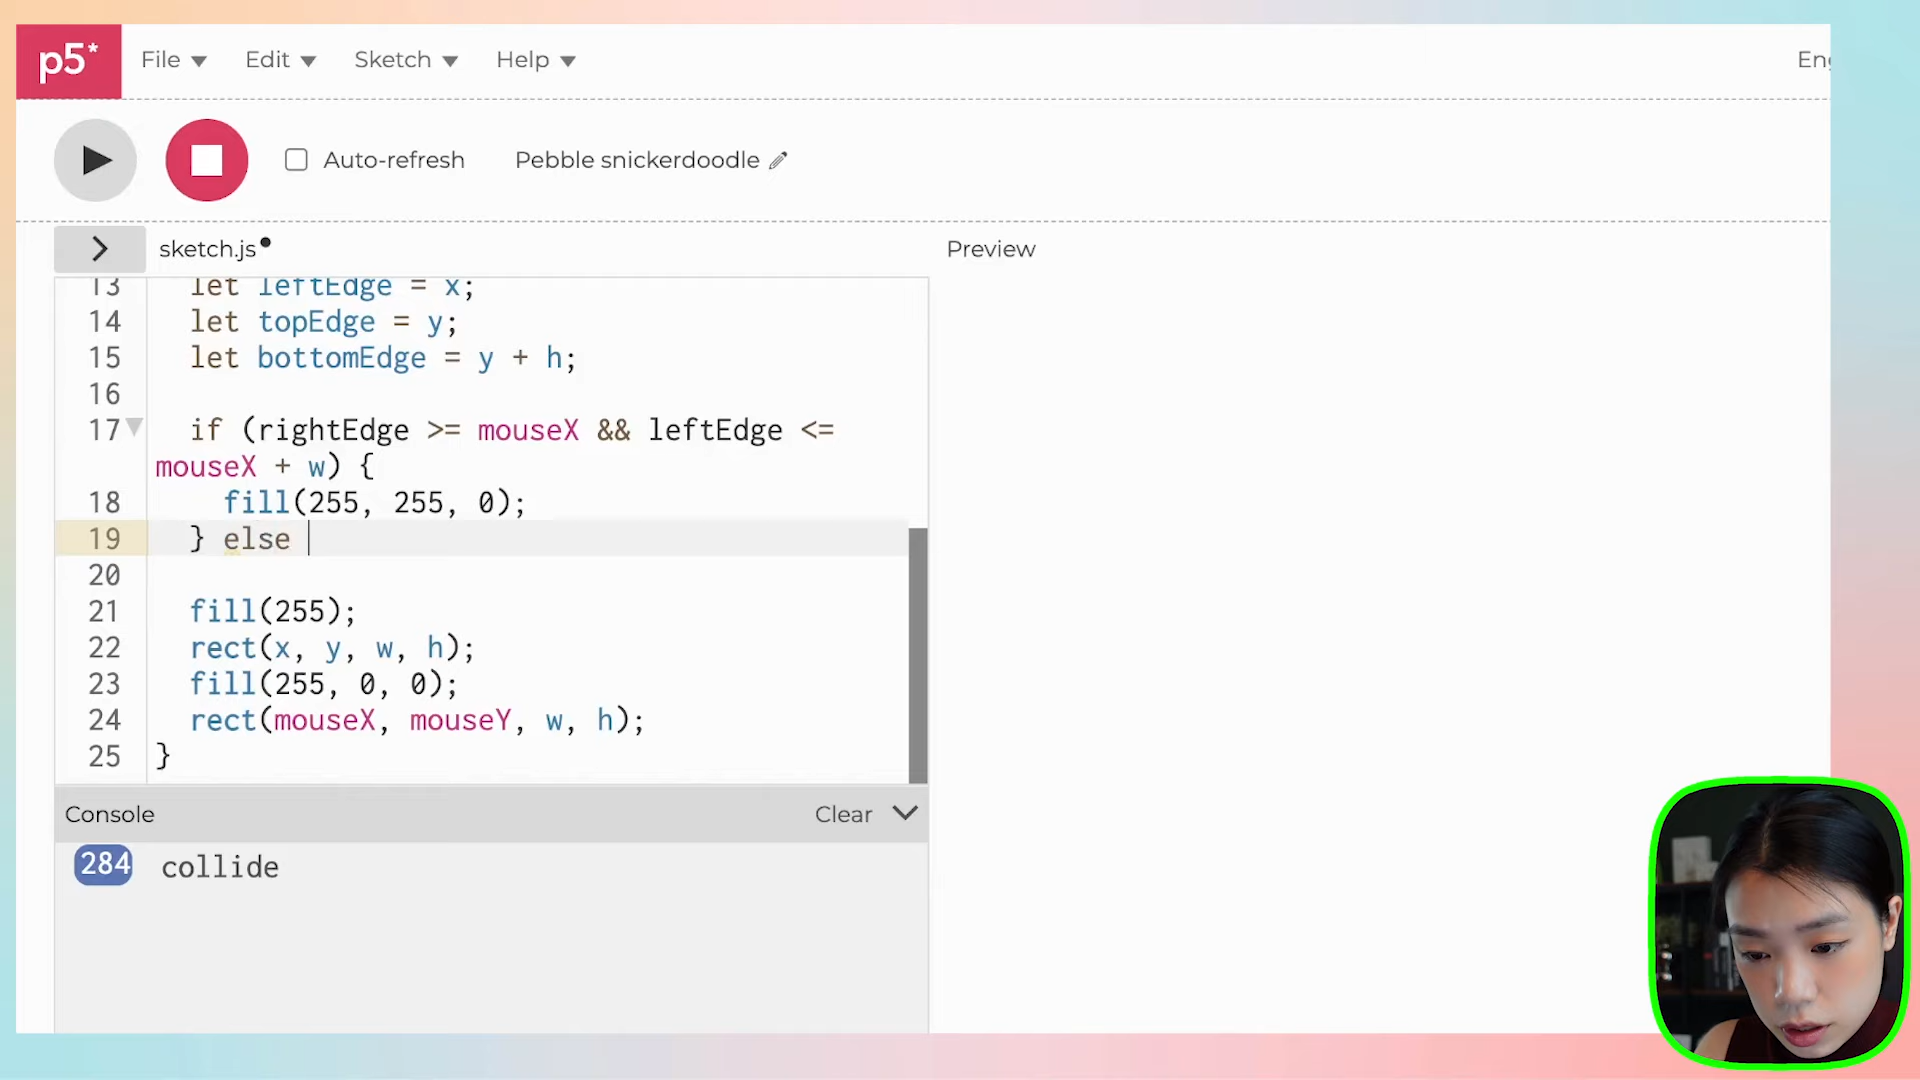 p5* File Edit Sketch Help
Auto-refresh Pebble snickerdoodle
sketch.js Preview
13 let leftEdge = x;
14 let topEdge = y;
15 let bottomEdge = y + h;
16
17 if (rightEdge >= mouseX && leftEdge <=
mouseX + w) {
18 fill(255, 255, 0);
19 } else
20
21 fill(255);
22 rect(x, y, w, h);
23 fill(255, 0, 0);
24 rect(mouseX, mouseY, w, h);
25 }
Console Clear
284 collide